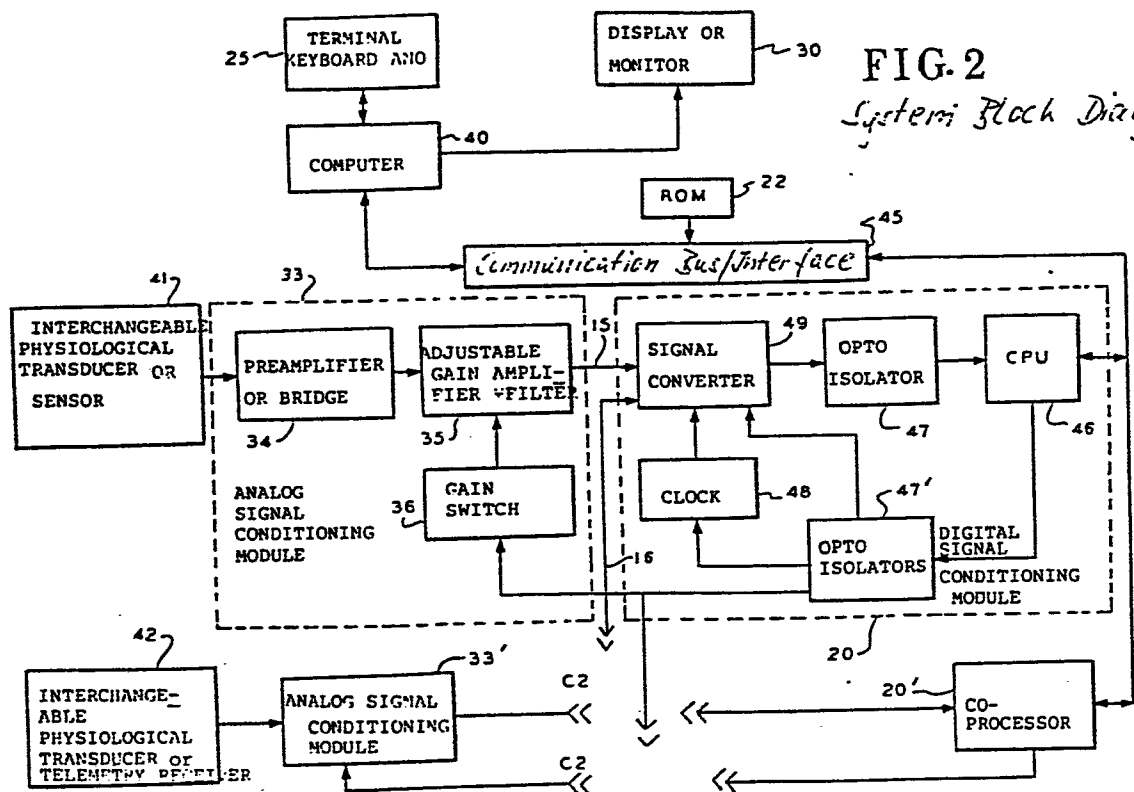 TERMINAL
KEYBOARD AND
25
DISPLAY OR
MONITOR
30
FIG. 2
System Block Diag
COMPUTER
40
ROM
22
45
Communication Bus/Interface
41
INTERCHANGEABLE
PHYSIOLOGICAL
TRANSDUCER OR
SENSOR
33
PREAMPLIFIER
OR BRIDGE
34
ADJUSTABLE
GAIN AMPLI-
FIER + FILTER
35
15
SIGNAL
CONVERTER
49
OPTO
ISOLATOR
47
CPU
46
ANALOG
SIGNAL
CONDITIONING
MODULE
36
GAIN
SWITCH
CLOCK
48
47'
16
OPTO
ISOLATORS
DIGITAL
SIGNAL
CONDITIONING
MODULE
20
42
INTERCHANGE-
ABLE
PHYSIOLOGICAL
TRANSDUCER or
TELEMETRY RECEIVER
33'
ANALOG SIGNAL
CONDITIONING
MODULE
C2
C2
20'
CO-
PROCESSOR